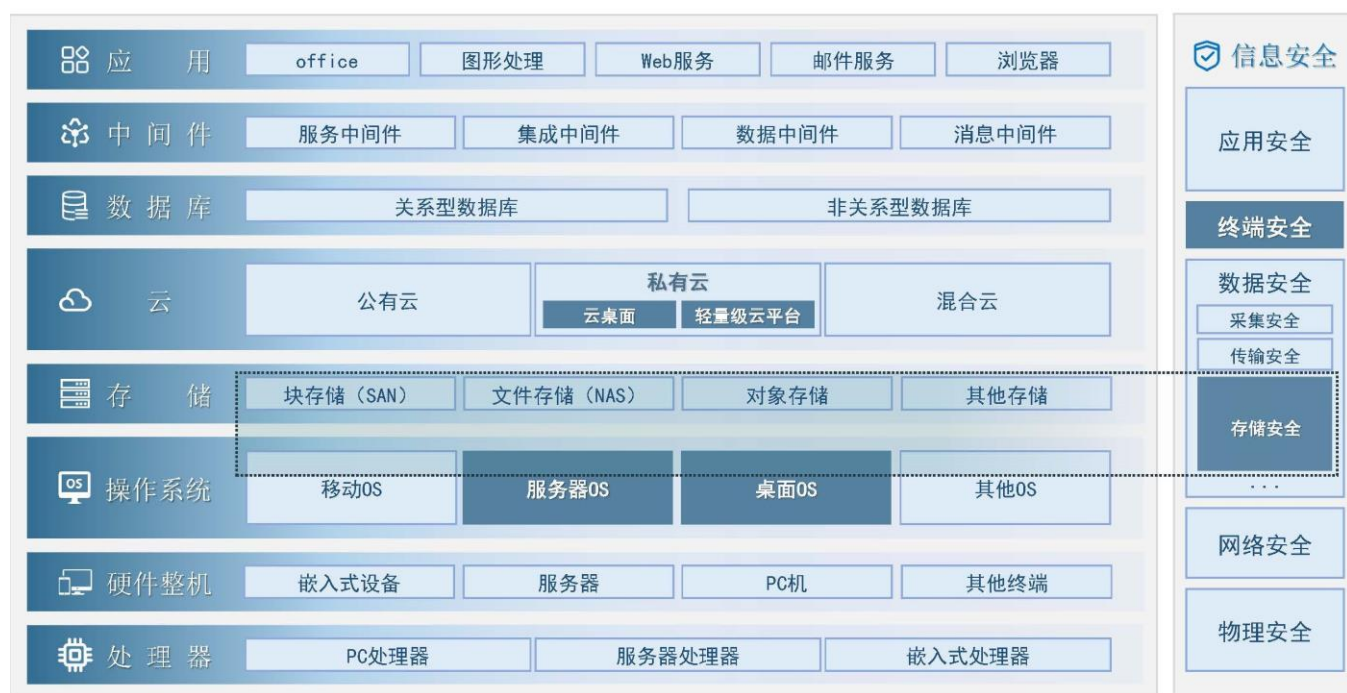 应用
office
图形处理
Web服务
邮件服务
浏览器
中间件
服务中间件
集成中间件
数据中间件
消息中间件
数据库
关系型数据库
非关系型数据库
云
公有云
私有云
云桌面
轻量级云平台
混合云
存储
块存储（SAN）
文件存储（NAS）
对象存储
其他存储
OS
操作系统
移动OS
服务器OS
桌面OS
其他OS
硬件整机
嵌入式设备
服务器
PC机
其他终端
处理器
PC处理器
服务器处理器
嵌入式处理器
信息安全
应用安全
终端安全
数据安全
采集安全
传输安全
存储安全
...
网络安全
物理安全